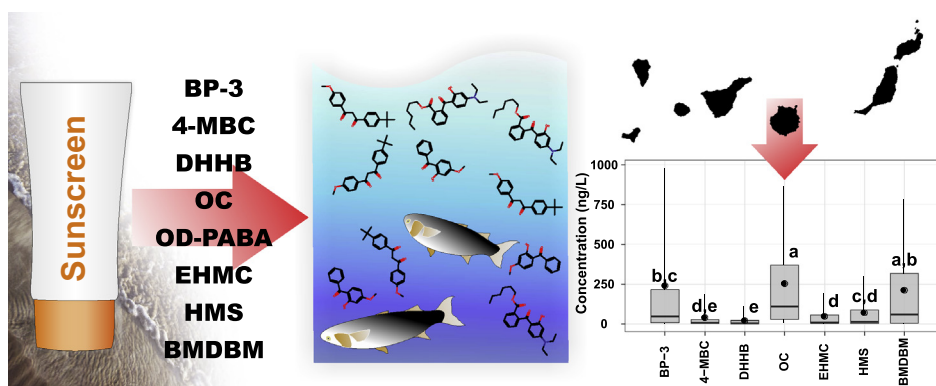 Sunscreen
BP-3
4-MBC
DHHB
OC
OD-PABA
EHMC
HMS
BMDBM
Concentration (ng/L)
1000
750
500
250
0
b,c
d,e
e
a
d
c,d
a,b
BP-3
4-MBC
DHHB
OC
EHMC
HMS
BMDBM